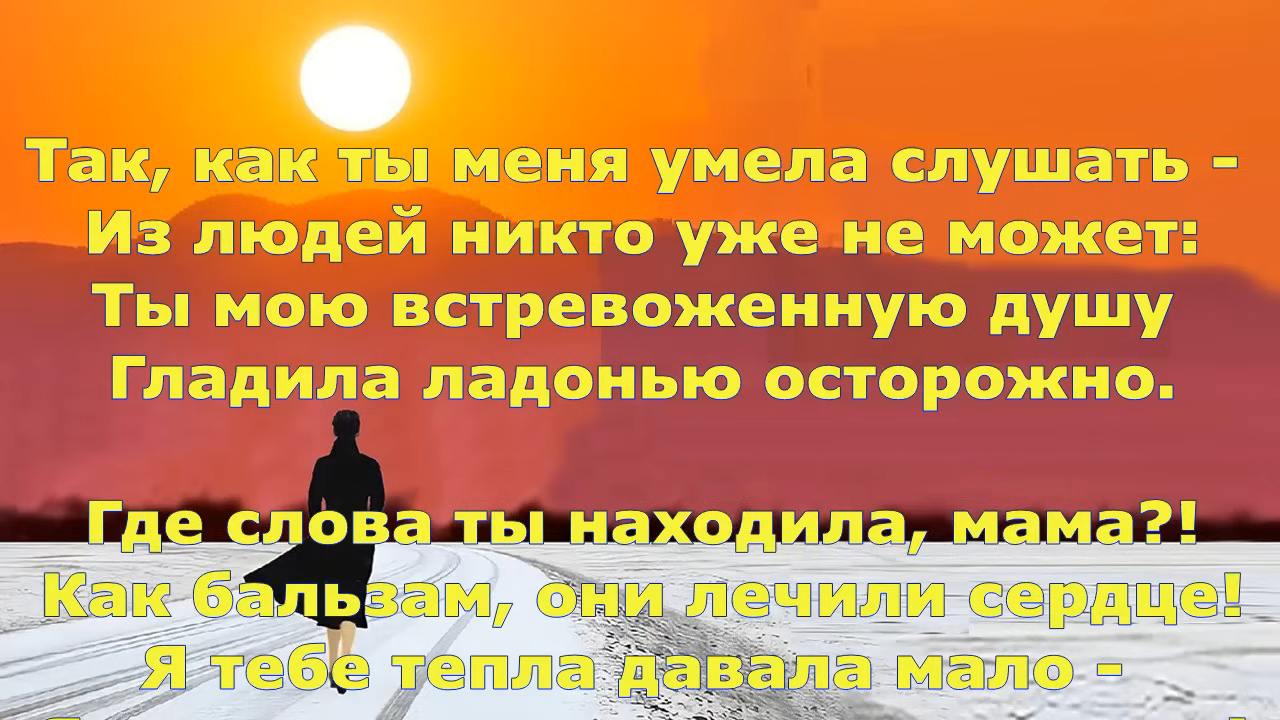 Так, как ты меня умела слушать -
Из людей никто уже не может:
Ты мою встревоженную душу
Гладила ладонью осторожно.
Где слова ты находила, мама?!
Как бальзам, они лечили сердце!
Я тебе тепла давала мало -